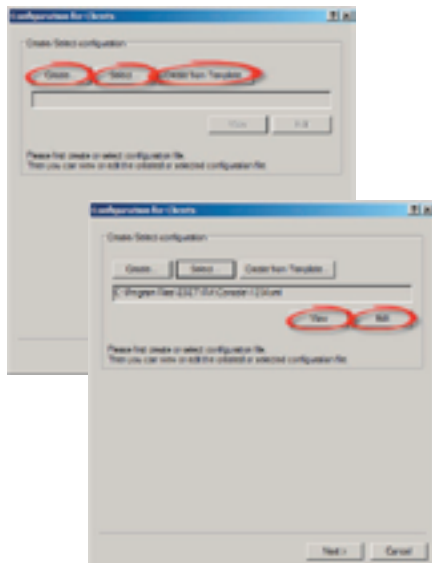 Configuration for Clients
Create/Select configuration
Create... Select... Create from Template...
View Edit
Please first create or select configuration file.
Then you can view or edit the created or selected configuration file.
Configuration for Clients
Create/Select configuration
Create... Select... Create from Template...
C:\Program Files\
View Edit
Please first create or select configuration file.
Then you can view or edit the created or selected configuration file.
Next > Cancel